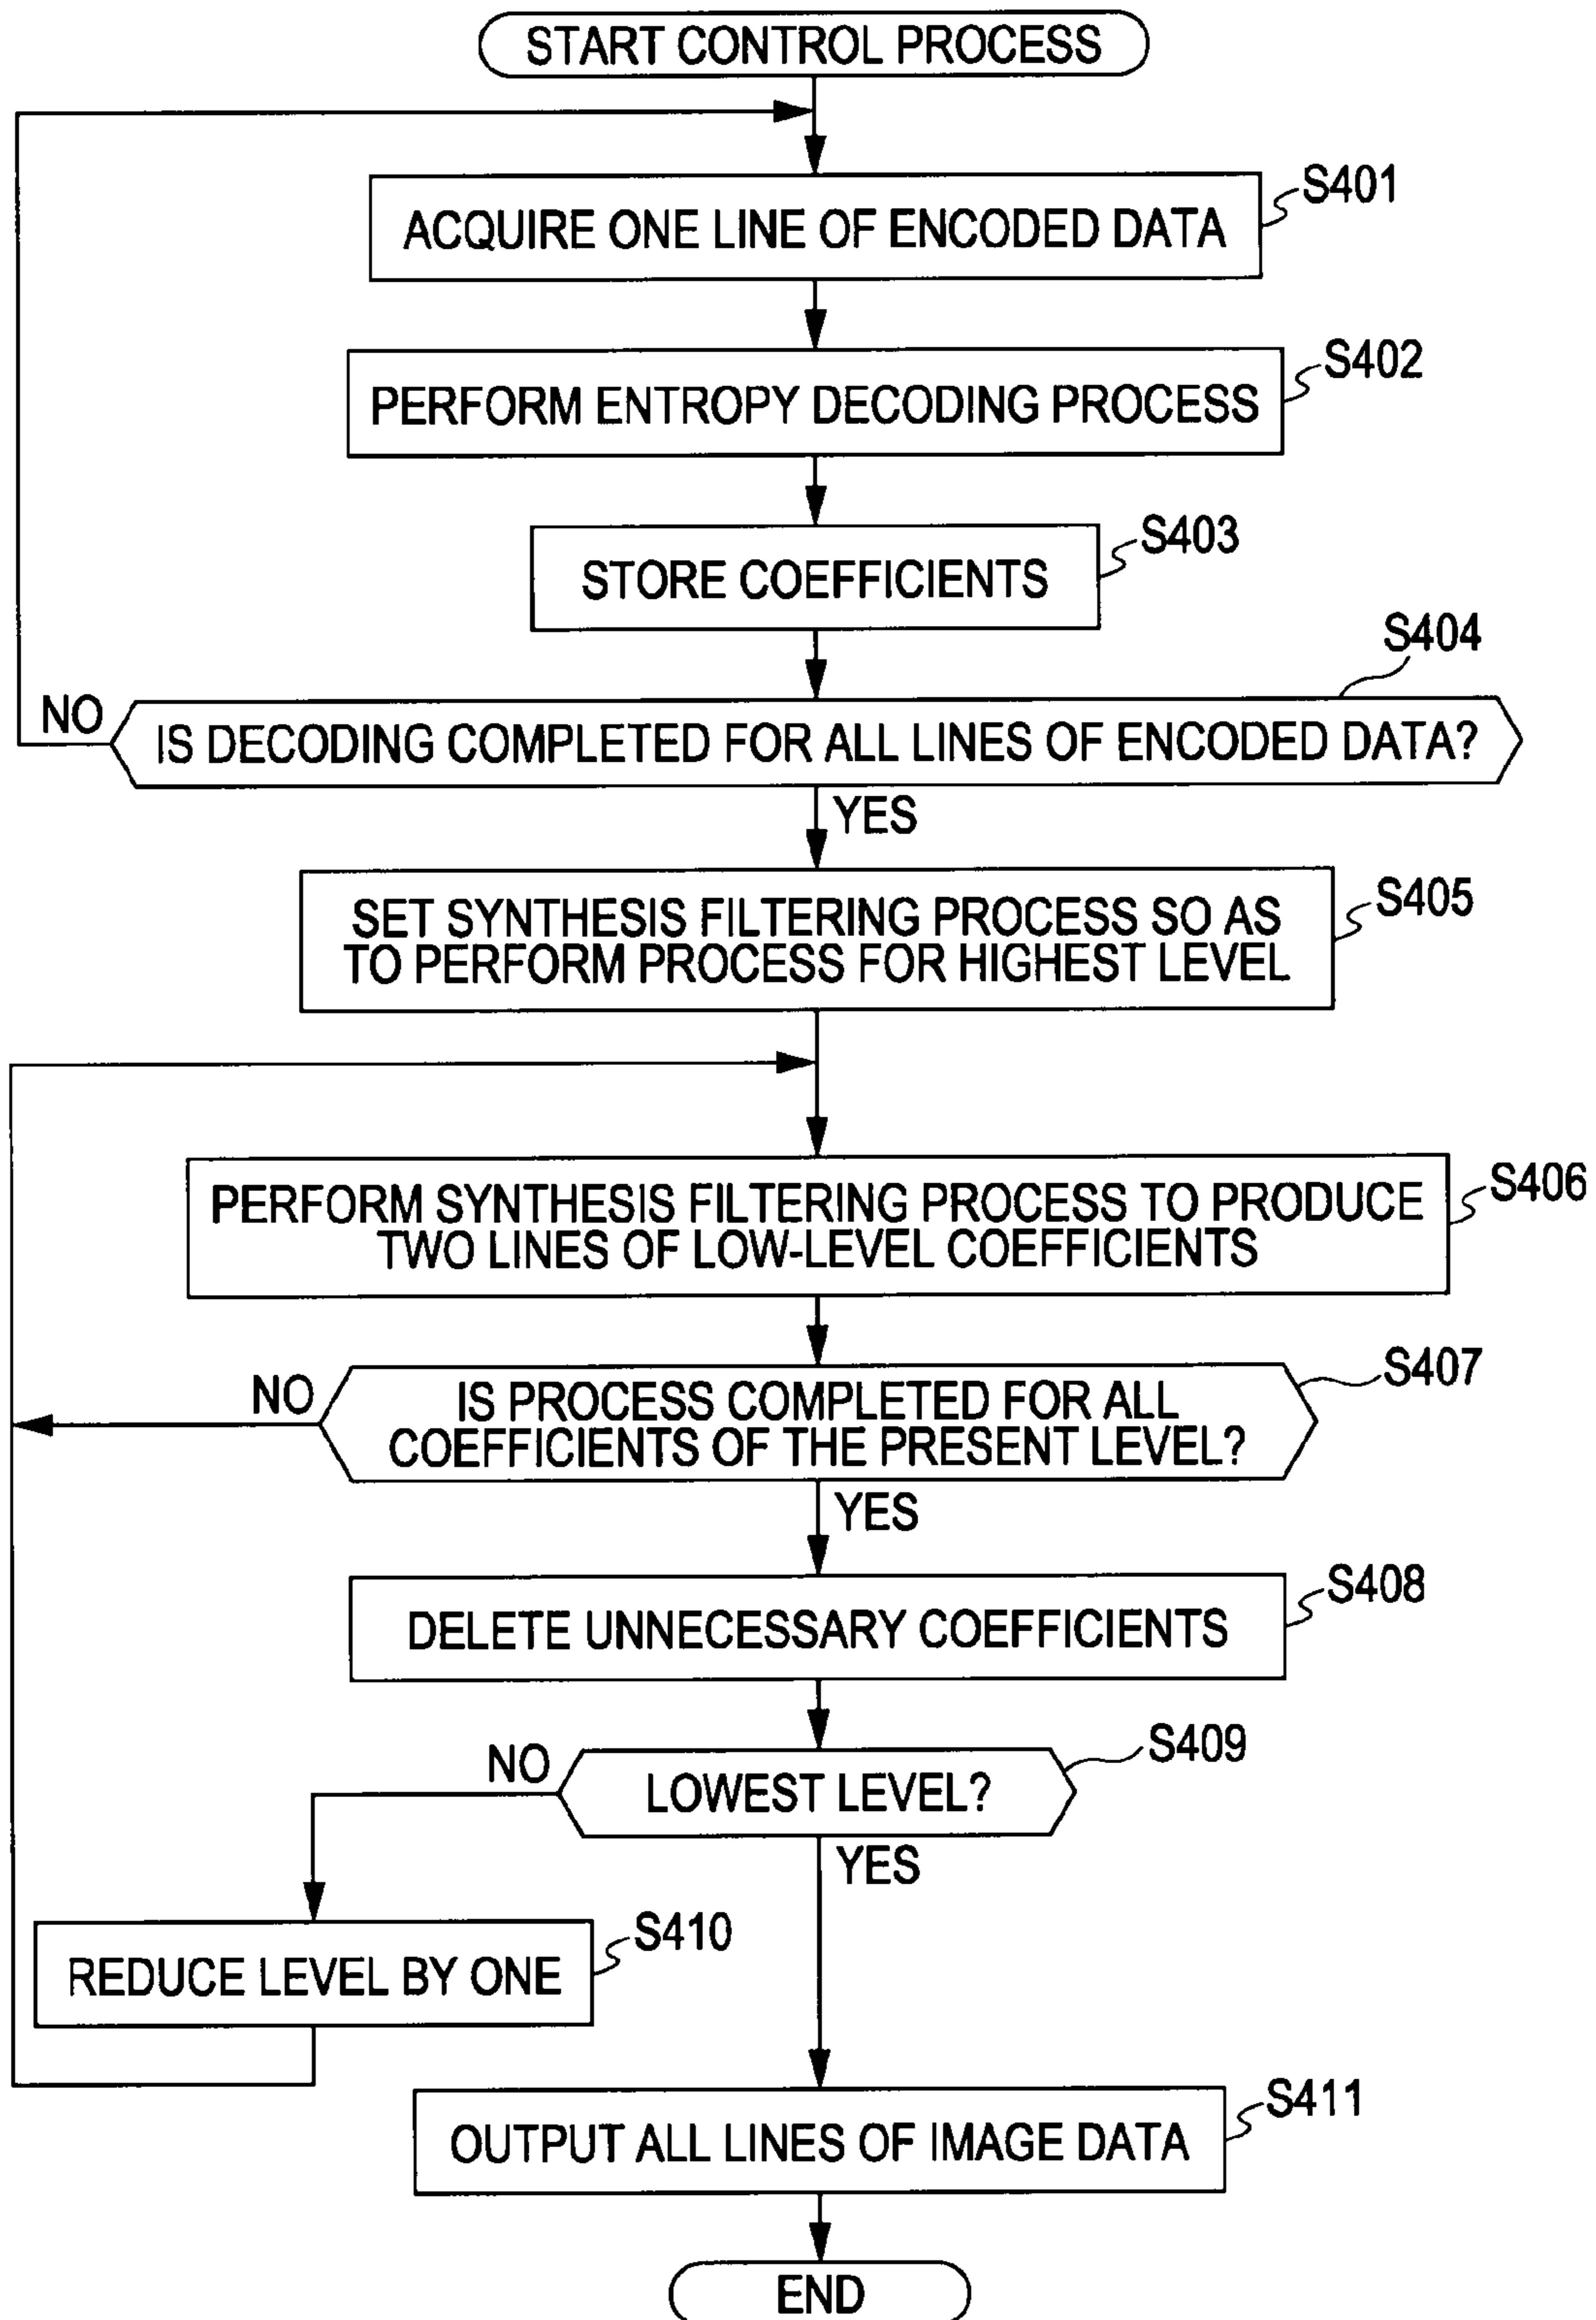 START CONTROL PROCESS
S401
ACQUIRE ONE LINE OF ENCODED DATA
S402
PERFORM ENTROPY DECODING PROCESS
S403
STORE COEFFICIENTS
S404
NO
IS DECODING COMPLETED FOR ALL LINES OF ENCODED DATA?
YES
S405
SET SYNTHESIS FILTERING PROCESS SO AS
TO PERFORM PROCESS FOR HIGHEST LEVEL
S406
PERFORM SYNTHESIS FILTERING PROCESS TO PRODUCE
TWO LINES OF LOW-LEVEL COEFFICIENTS
S407
NO
IS PROCESS COMPLETED FOR ALL
COEFFICIENTS OF THE PRESENT LEVEL?
YES
S408
DELETE UNNECESSARY COEFFICIENTS
S409
NO
LOWEST LEVEL?
YES
S410
REDUCE LEVEL BY ONE
S411
OUTPUT ALL LINES OF IMAGE DATA
END